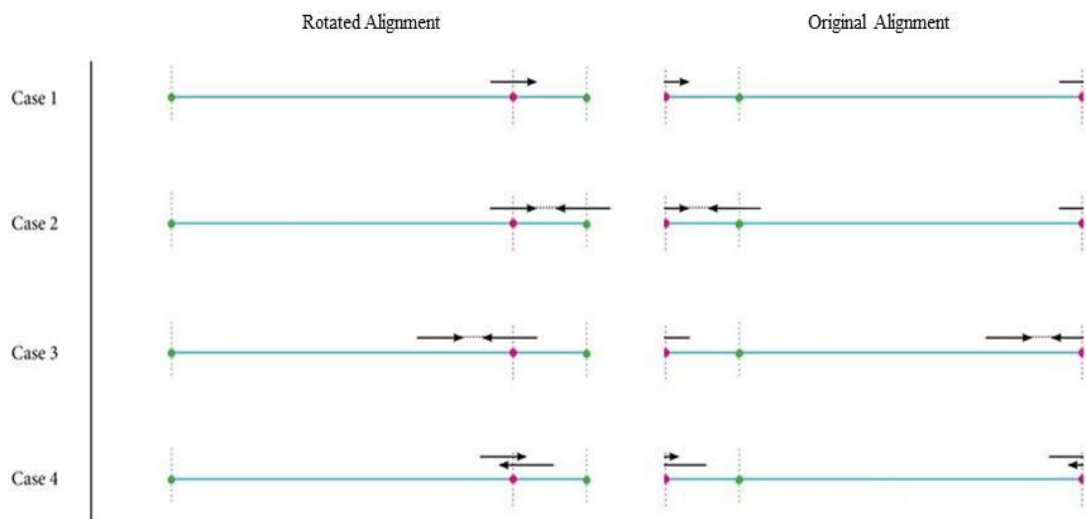 Rotated Alignment Original Alignment
Case 1
Case 2
Case 3
Case 4